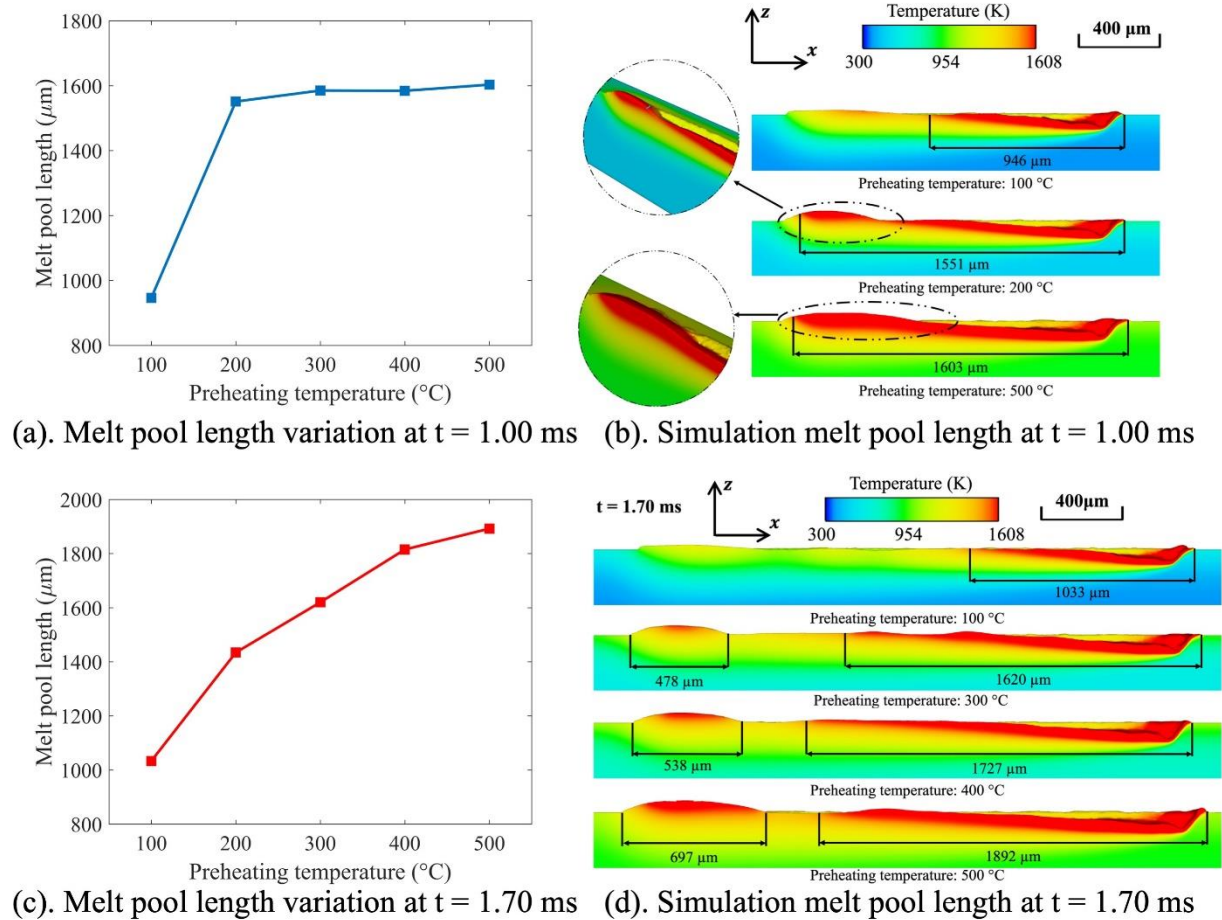 1800
1600
1400
1200
1000
800
Melt pool length (μm)
100 200 300 400 500
Preheating temperature (°C)
(a). Melt pool length variation at t = 1.00 ms
z
x
Temperature (K)
300 954 1608
400 μm
946 μm
Preheating temperature: 100 °C
1551 μm
Preheating temperature: 200 °C
1603 μm
Preheating temperature: 500 °C
(b). Simulation melt pool length at t = 1.00 ms
2000
1800
1600
1400
1200
1000
800
Melt pool length (μm)
100 200 300 400 500
Preheating temperature (°C)
(c). Melt pool length variation at t = 1.70 ms
t = 1.70 ms
z
x
Temperature (K)
300 954 1608
400μm
1033 μm
Preheating temperature: 100 °C
478 μm 1620 μm
Preheating temperature: 300 °C
538 μm 1727 μm
Preheating temperature: 400 °C
697 μm 1892 μm
Preheating temperature: 500 °C
(d). Simulation melt pool length at t = 1.70 ms